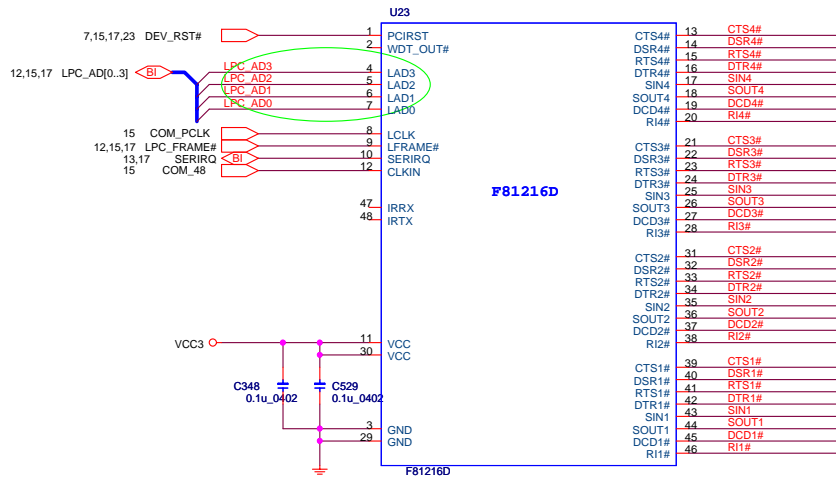 U23
7,15,17,23 DEV_RST# 1 PCIRST
2 WDT_OUT#
12,15,17 LPC_AD[0..3] BI
LPC_AD3 4 LAD3
LPC_AD2 5 LAD2
LPC_AD1 6 LAD1
LPC_AD0 7 LAD0
15 COM_PCLK 8 LCLK
12,15,17 LPC_FRAME# 9 LFRAME#
13,17 SERIRQ BI 10 SERIRQ
15 COM_48 12 CLKIN
47 IRRX
48 IRTX
VCC3 11 VCC
30 VCC
C348
0.1u_0402
C529
0.1u_0402
3 GND
29 GND
F81216D
CTS4# 13 CTS4#
DSR4# 14 DSR4#
RTS4# 15 RTS4#
DTR4# 16 DTR4#
SIN4 17 SIN4
SOUT4 18 SOUT4
DCD4# 19 DCD4#
RI4# 20 RI4#
CTS3# 21 CTS3#
DSR3# 22 DSR3#
RTS3# 23 RTS3#
DTR3# 24 DTR3#
SIN3 25 SIN3
SOUT3 26 SOUT3
DCD3# 27 DCD3#
RI3# 28 RI3#
CTS2# 31 CTS2#
DSR2# 32 DSR2#
RTS2# 33 RTS2#
DTR2# 34 DTR2#
SIN2 35 SIN2
SOUT2 36 SOUT2
DCD2# 37 DCD2#
RI2# 38 RI2#
CTS1# 39 CTS1#
DSR1# 40 DSR1#
RTS1# 41 RTS1#
DTR1# 42 DTR1#
SIN1 43 SIN1
SOUT1 44 SOUT1
DCD1# 45 DCD1#
RI1# 46 RI1#
F81216D